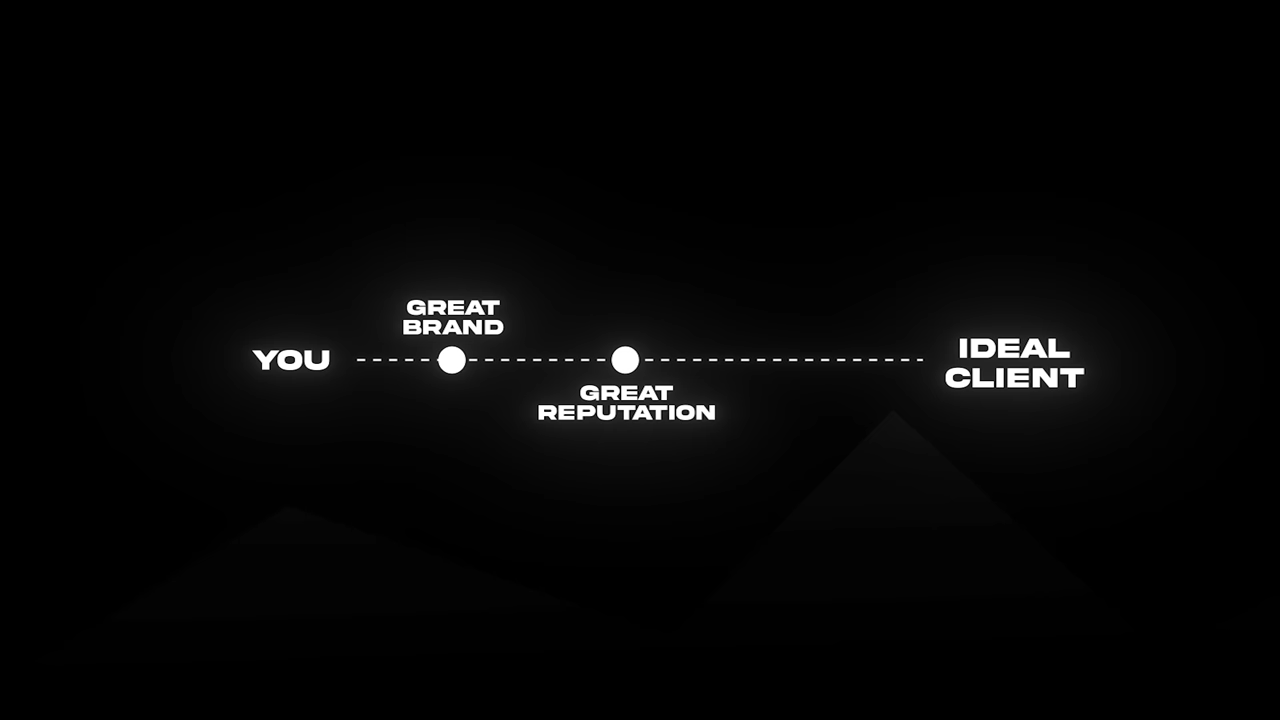 YOU
GREAT
BRAND
GREAT
REPUTATION
IDEAL
CLIENT